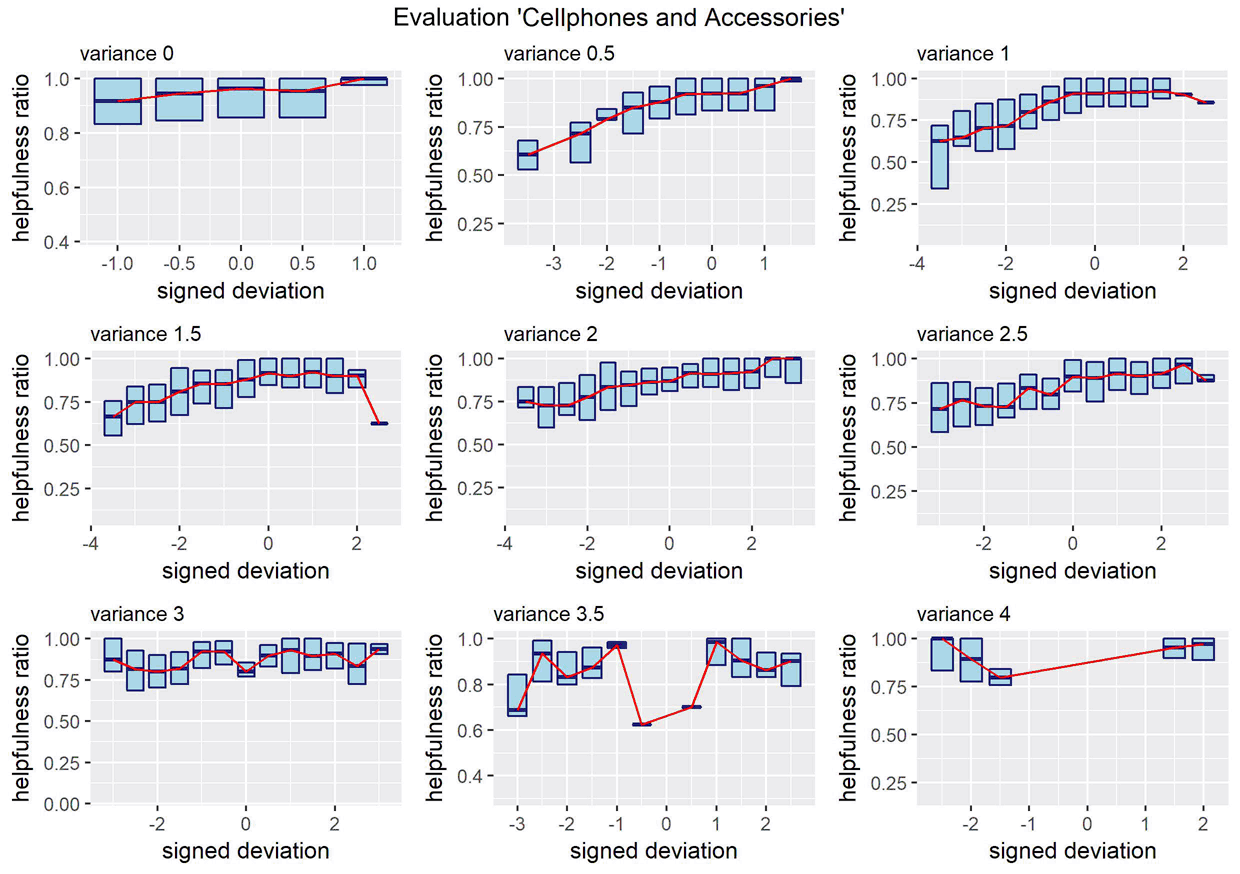 Evaluation 'Cellphones and Accessories'
variance 0
helpfulness ratio
1.0
0.8
0.6
0.4
-1.0 -0.5 0.0 0.5 1.0
signed deviation
variance 0.5
helpfulness ratio
1.00
0.75
0.50
0.25
-3 -2 -1 0 1
signed deviation
variance 1
helpfulness ratio
1.00
0.75
0.50
0.25
-4 -2 0 2
signed deviation
variance 1.5
helpfulness ratio
1.00
0.75
0.50
0.25
-4 -2 0 2
signed deviation
variance 2
helpfulness ratio
1.00
0.75
0.50
0.25
-4 -3 -2 -1 0 1 2 3
signed deviation
variance 2.5
helpfulness ratio
1.00
0.75
0.50
0.25
-2 0 2
signed deviation
variance 3
helpfulness ratio
1.00
0.75
0.50
0.25
0.00
-2 0 2
signed deviation
variance 3.5
helpfulness ratio
1.0
0.8
0.6
0.4
-3 -2 -1 0 1 2
signed deviation
variance 4
helpfulness ratio
1.00
0.75
0.50
0.25
-2 -1 0 1 2
signed deviation